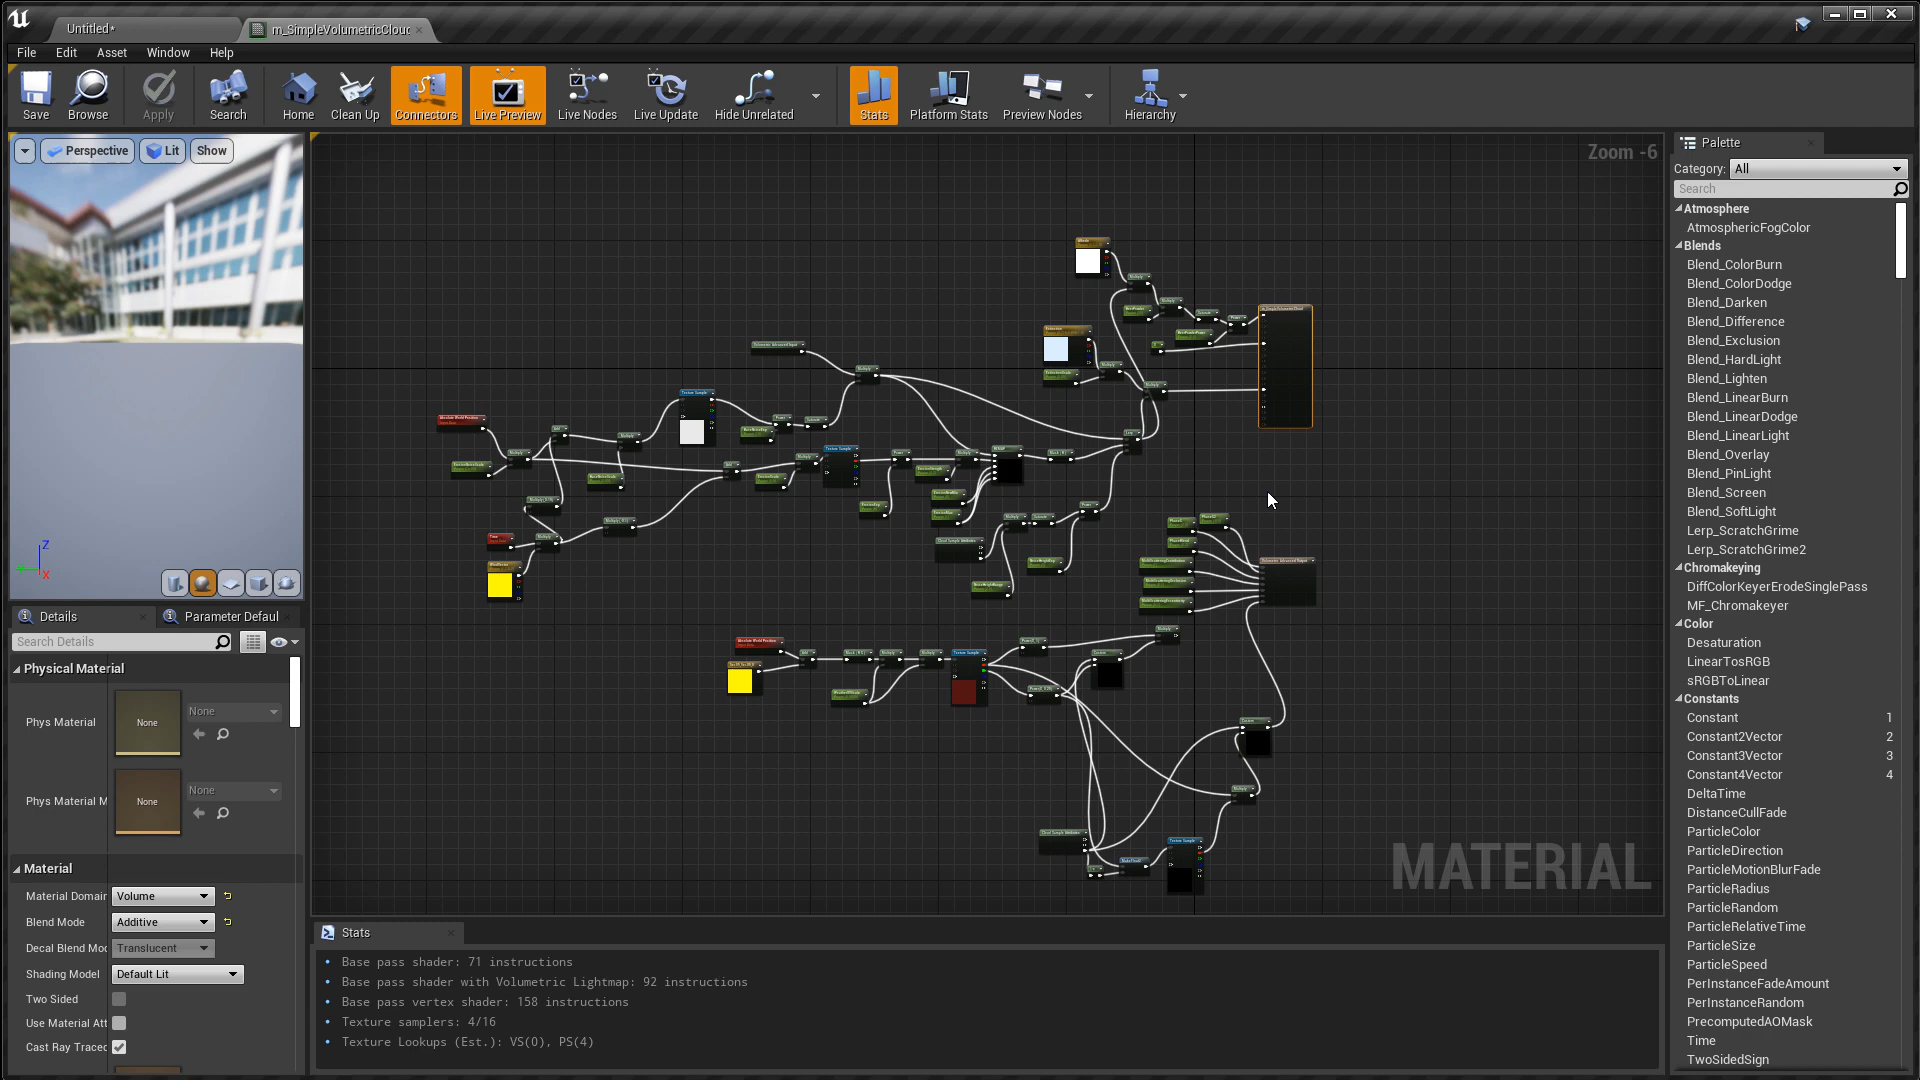 Untitled*
m_SimpleVolumetricCloud
File Edit Asset Window Help
Save Browse Apply Search Home Clean Up Connectors Live Preview Live Nodes Live Update Hide Unrelated Stats Platform Stats Preview Nodes Hierarchy
Perspective Lit Show
Z
X
Zoom -6
MATERIAL
Details
Parameter Defaul
Search Details
Physical Material
Phys Material
None
None
Phys Material M
None
None
Material
Material Domair Volume
Blend Mode Additive
Decal Blend Moc Translucent
Shading Model Default Lit
Two Sided
Use Material Att
Cast Ray Tracec
Stats
Base pass shader: 71 instructions
Base pass shader with Volumetric Lightmap: 92 instructions
Base pass vertex shader: 158 instructions
Texture samplers: 4/16
Texture Lookups (Est.): VS(0), PS(4)
Palette
Category: All
Search
Atmosphere
AtmosphericFogColor
Blends
Blend_ColorBurn
Blend_ColorDodge
Blend_Darken
Blend_Difference
Blend_Exclusion
Blend_HardLight
Blend_Lighten
Blend_LinearBurn
Blend_LinearDodge
Blend_LinearLight
Blend_Overlay
Blend_PinLight
Blend_Screen
Blend_SoftLight
Lerp_ScratchGrime
Lerp_ScratchGrime2
Chromakeying
DiffColorKeyerErodeSinglePass
MF_Chromakeyer
Color
Desaturation
LinearTosRGB
sRGBToLinear
Constants
Constant 1
Constant2Vector 2
Constant3Vector 3
Constant4Vector 4
DeltaTime
DistanceCullFade
ParticleColor
ParticleDirection
ParticleMotionBlurFade
ParticleRadius
ParticleRandom
ParticleRelativeTime
ParticleSize
ParticleSpeed
PerInstanceFadeAmount
PerInstanceRandom
PrecomputedAOMask
Time
TwoSidedSign